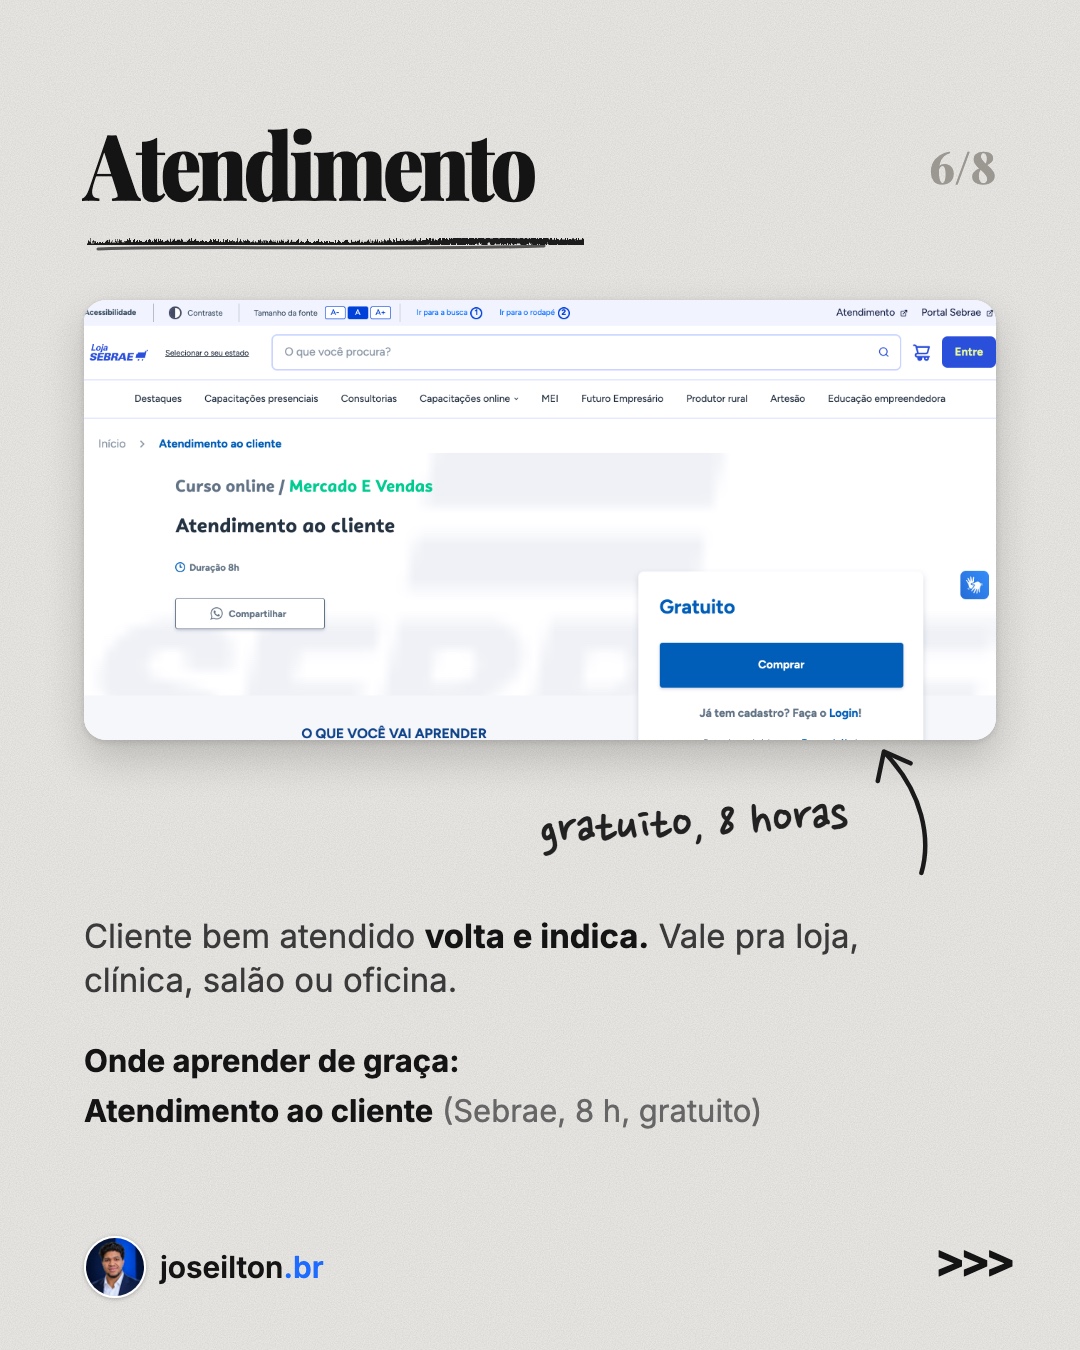 Atendimento
6/8
Acessibilidade
Contraste
Tamanho da fonte
A- A A+
Ir para a busca 1
Ir para o rodapé 2
Atendimento
Portal Sebrae
Loja
SEBRAE
Selecionar o seu estado
O que você procura?
Entre
Destaques
Capacitações presenciais
Consultorias
Capacitações online
MEI
Futuro Empresário
Produtor rural
Artesão
Educação empreendedora
Início > Atendimento ao cliente
Curso online / Mercado E Vendas
Atendimento ao cliente
Duração 8h
Compartilhar
Gratuito
Comprar
Já tem cadastro? Faça o Login!
O QUE VOCÊ VAI APRENDER
gratuito, 8 horas
Cliente bem atendido volta e indica. Vale pra loja,
clínica, salão ou oficina.
Onde aprender de graça:
Atendimento ao cliente (Sebrae, 8 h, gratuito)
joseilton.br
>>>